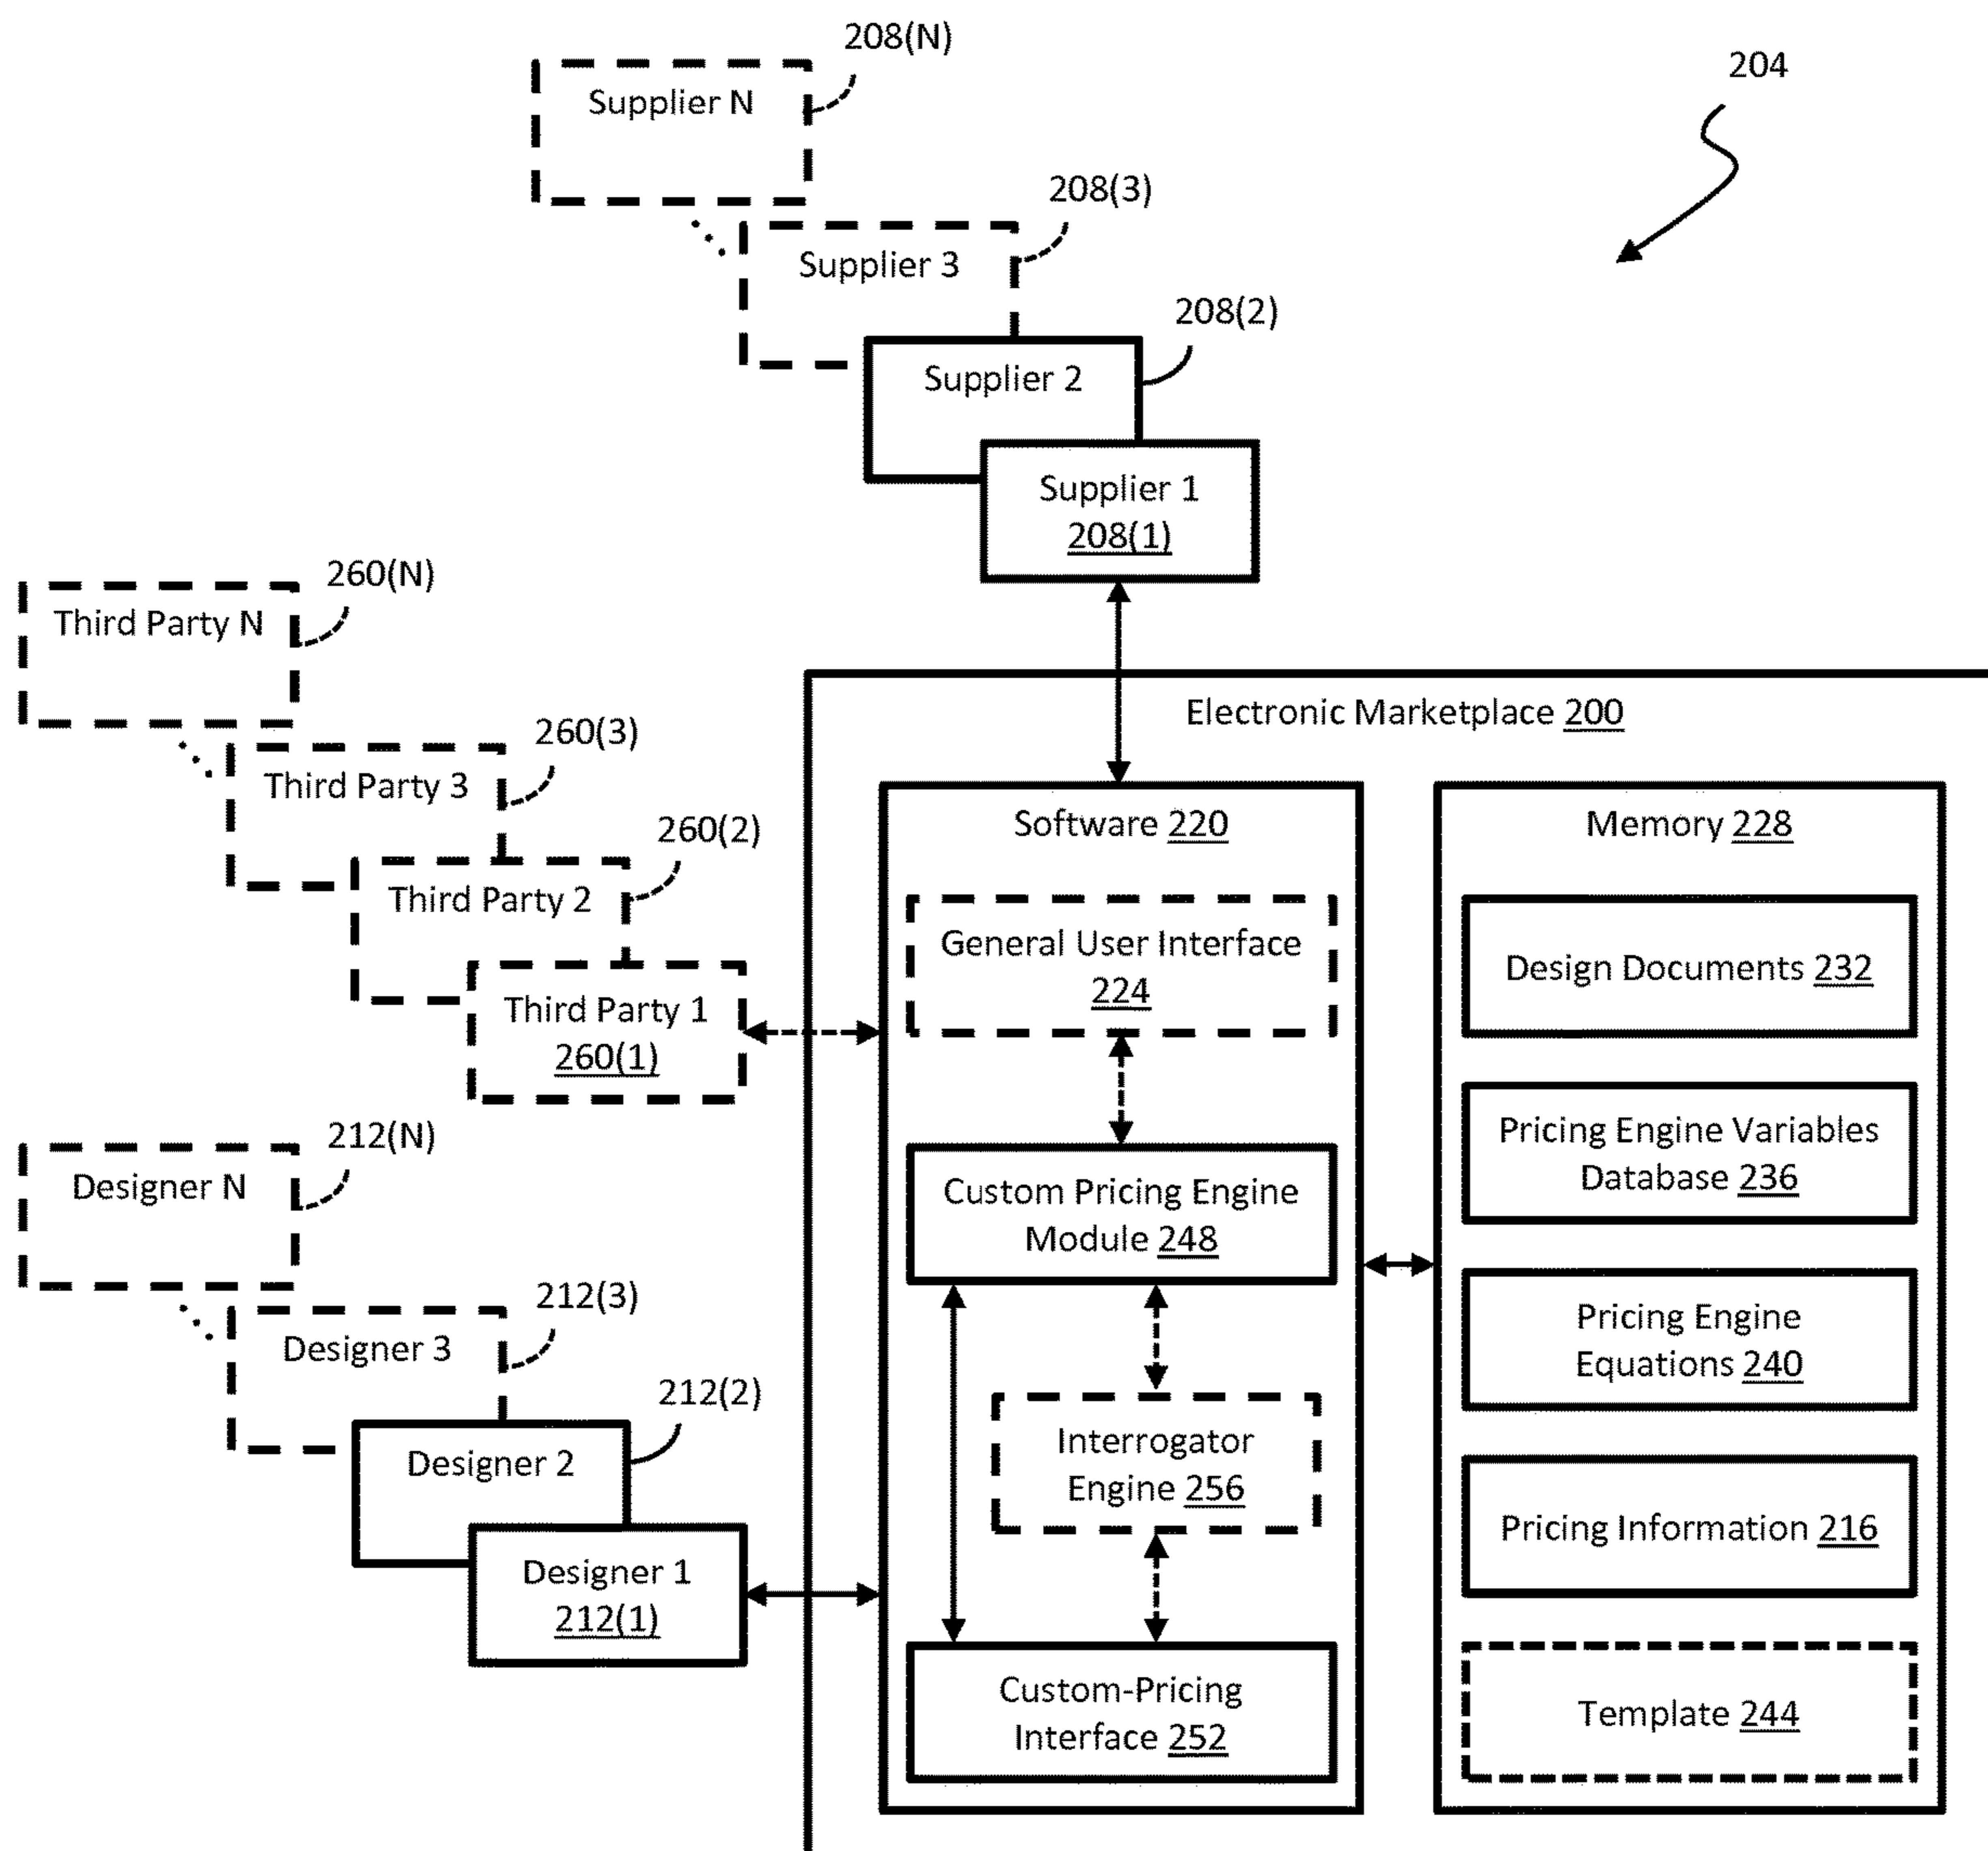 208(N)
Supplier N
204
208(3)
Supplier 3
208(2)
Supplier 2
Supplier 1
208(1)
260(N)
Third Party N
260(3)
Third Party 3
260(2)
Third Party 2
Third Party 1
260(1)
212(N)
Designer N
212(3)
Designer 3
212(2)
Designer 2
Designer 1
212(1)
Electronic Marketplace 200
Software 220
General User Interface
224
Custom Pricing Engine
Module 248
Interrogator
Engine 256
Custom-Pricing
Interface 252
Memory 228
Design Documents 232
Pricing Engine Variables
Database 236
Pricing Engine
Equations 240
Pricing Information 216
Template 244